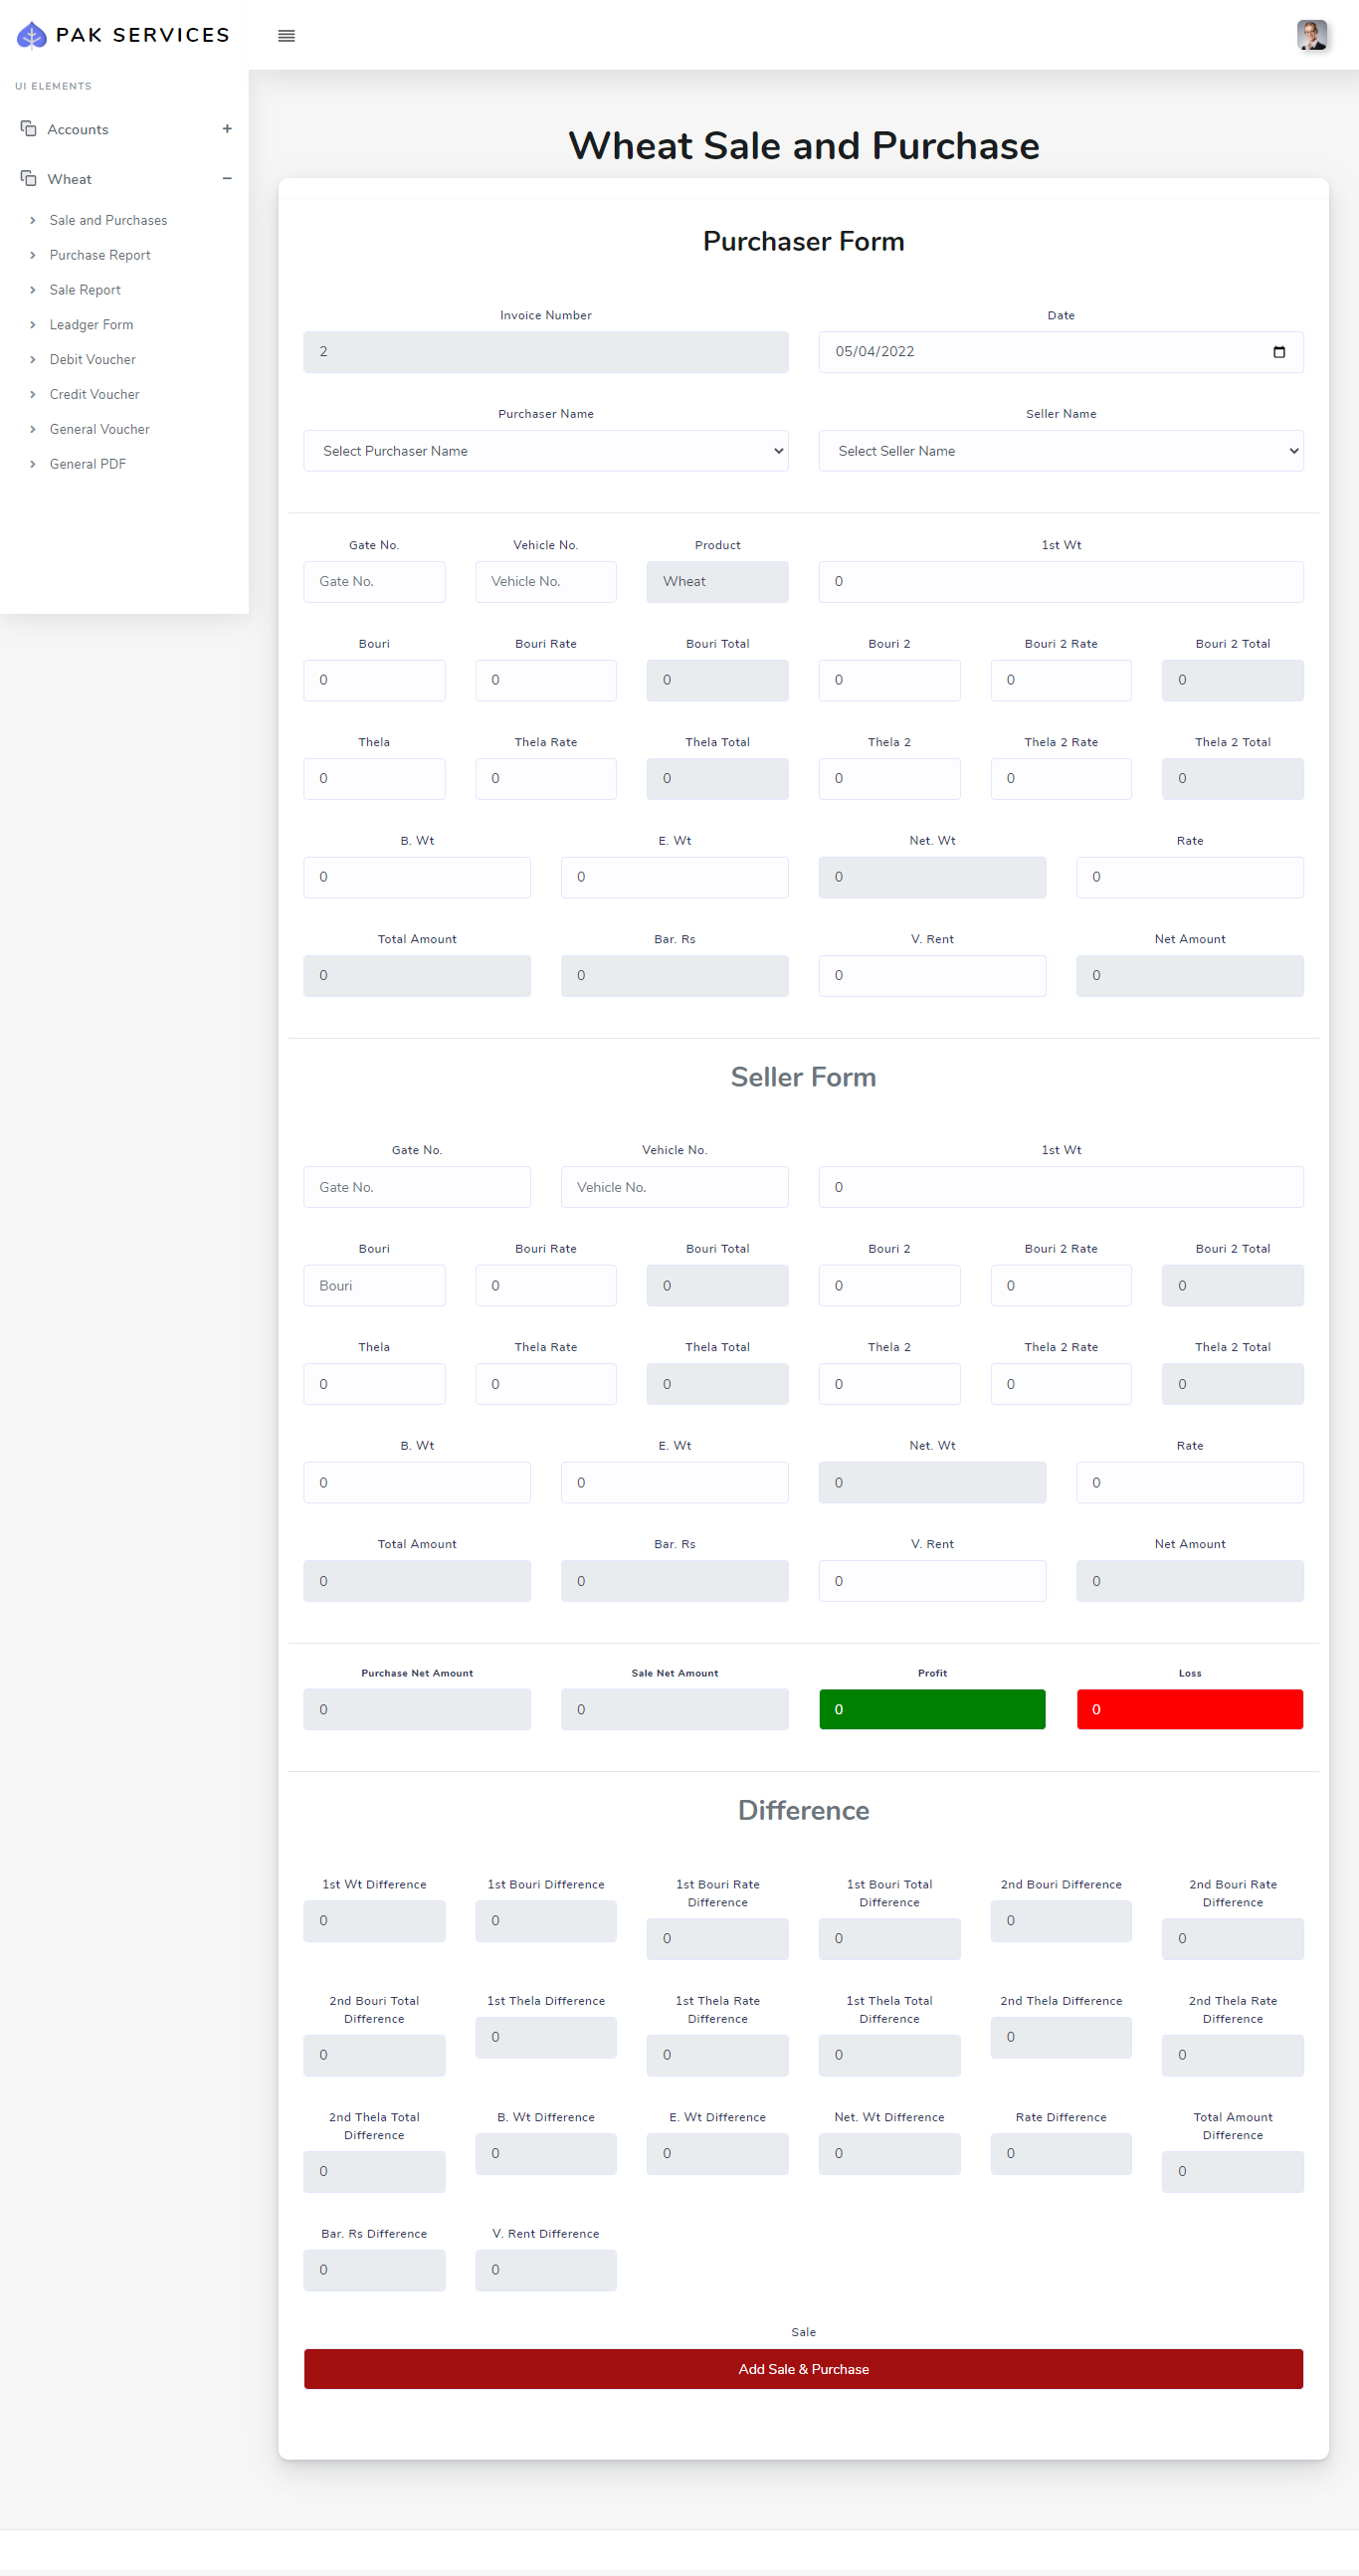 PAK SERVICES
UI ELEMENTS
Accounts
Wheat
Sale and Purchases
Purchase Report
Sale Report
Leadger Form
Debit Voucher
Credit Voucher
General Voucher
General PDF
Wheat Sale and Purchase
Purchaser Form
Invoice Number Date
2 05/04/2022
Purchaser Name Seller Name
Select Purchaser Name Select Seller Name
Gate No. Vehicle No. Product 1st Wt
Gate No. Vehicle No. Wheat 0
Bouri Bouri Rate Bouri Total Bouri 2 Bouri 2 Rate Bouri 2 Total
0 0 0 0 0 0
Thela Thela Rate Thela Total Thela 2 Thela 2 Rate Thela 2 Total
0 0 0 0 0 0
B. Wt E. Wt Net. Wt Rate
0 0 0 0
Total Amount Bar. Rs V. Rent Net Amount
0 0 0 0
Seller Form
Gate No. Vehicle No. 1st Wt
Gate No. Vehicle No. 0
Bouri Bouri Rate Bouri Total Bouri 2 Bouri 2 Rate Bouri 2 Total
Bouri 0 0 0 0 0
Thela Thela Rate Thela Total Thela 2 Thela 2 Rate Thela 2 Total
0 0 0 0 0 0
B. Wt E. Wt Net. Wt Rate
0 0 0 0
Total Amount Bar. Rs V. Rent Net Amount
0 0 0 0
Purchase Net Amount Sale Net Amount Profit Loss
0 0 0 0
Difference
1st Wt Difference 1st Bouri Difference 1st Bouri Rate Difference 1st Bouri Total Difference 2nd Bouri Difference 2nd Bouri Rate Difference
0 0 0 0 0 0
2nd Bouri Total Difference 1st Thela Difference 1st Thela Rate Difference 1st Thela Total Difference 2nd Thela Difference 2nd Thela Rate Difference
0 0 0 0 0 0
2nd Thela Total Difference B. Wt Difference E. Wt Difference Net. Wt Difference Rate Difference Total Amount Difference
0 0 0 0 0 0
Bar. Rs Difference V. Rent Difference
0 0
Sale
Add Sale & Purchase